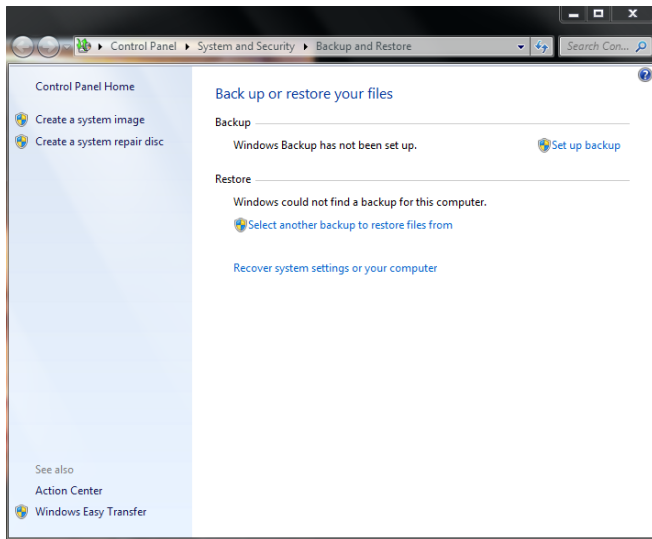 Control Panel System and Security Backup and Restore Search Con...
Control Panel Home
Create a system image
Create a system repair disc
Back up or restore your files
Backup
Windows Backup has not been set up. Set up backup
Restore
Windows could not find a backup for this computer.
Select another backup to restore files from
Recover system settings or your computer
See also
Action Center
Windows Easy Transfer